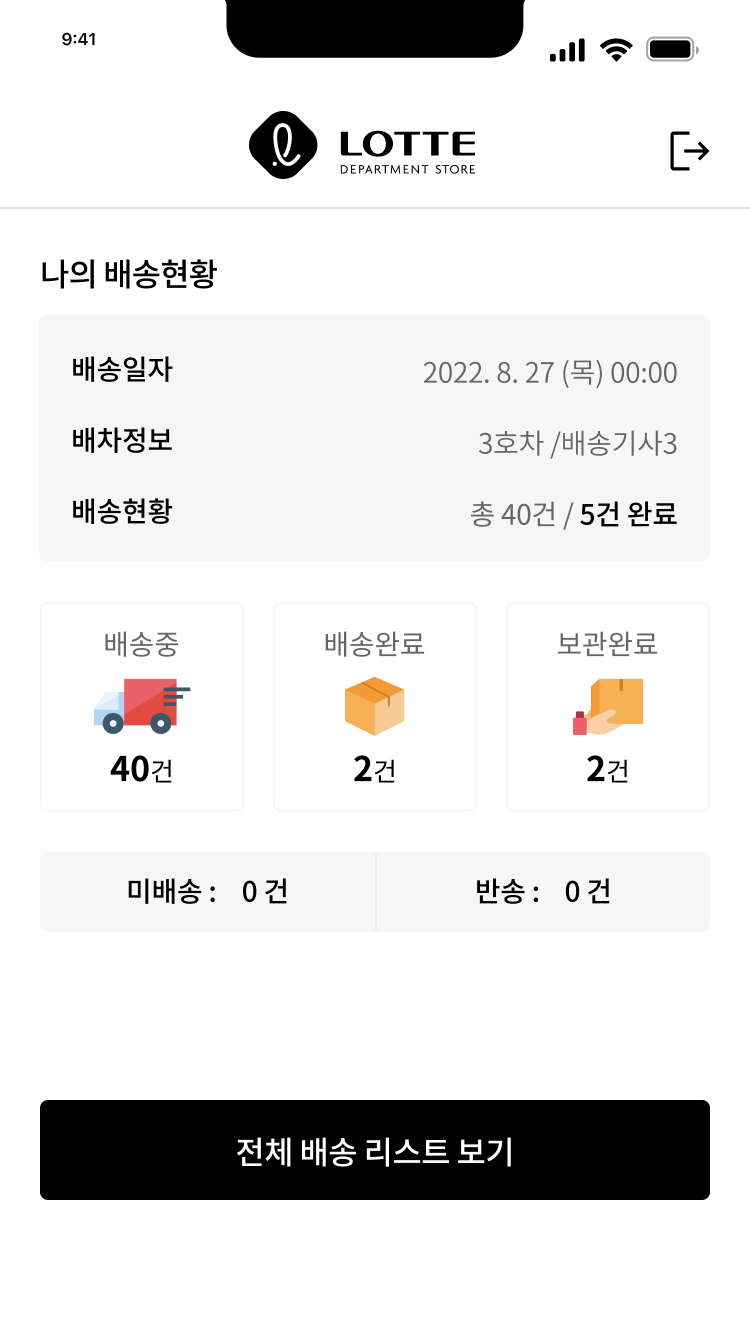 9:41
LOTTE
DEPARTMENT STORE
나의 배송현황
배송일자 2022. 8. 27 (목) 00:00
배차정보 3호차 /배송기사3
배송현황 총 40건 / 5건 완료
배송중 배송완료 보관완료
40건 2건 2건
미배송 : 0 건 반송 : 0 건
전체 배송 리스트 보기